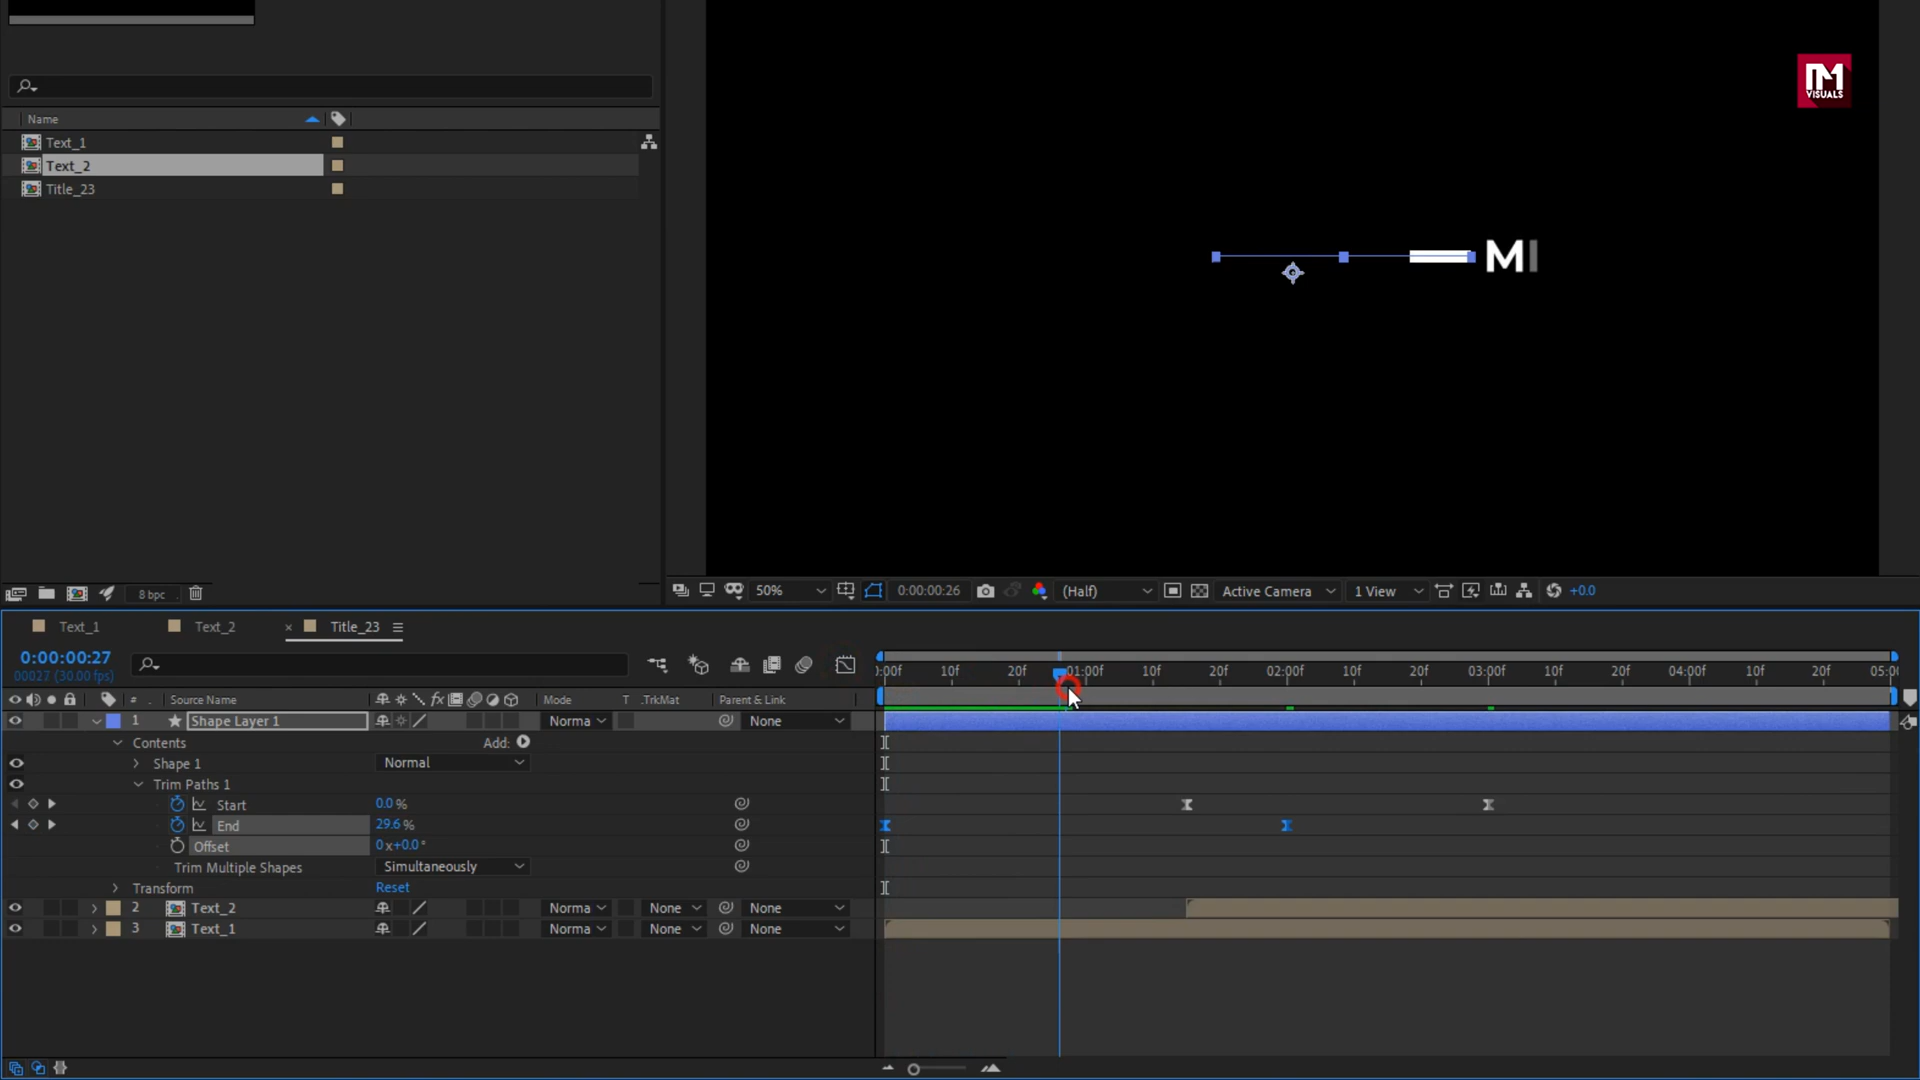 M VISUALS
Name
Text_1
Text_2
Title_23
MI
8 bpc
50%
0:00:00:26
(Half)
Active Camera
1 View
+0.0
Text_1
Text_2
× Title_23
0:00:00:27
00027 (30.00 fps)
:00f 10f 20f 01:00f 10f 20f 02:00f 10f 20f 03:00f 10f 20f 04:00f 10f 20f 05:00
# . Source Name fx Mode T .TrkMat Parent & Link
1 Shape Layer 1 Norma None
Contents Add:
Shape 1 Normal
Trim Paths 1
Start 0.0 %
End 29.6 %
Offset 0 x+0.0°
Trim Multiple Shapes Simultaneously
Transform Reset
2 Text_2 Norma None None
3 Text_1 Norma None None